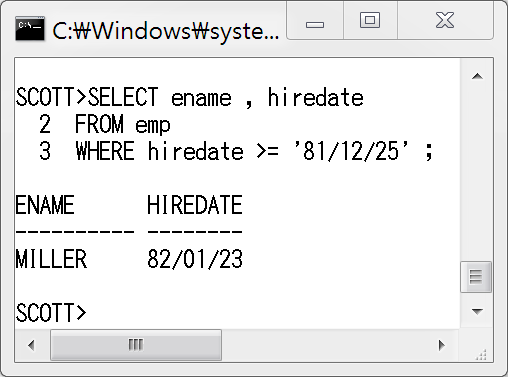 C:\_
C:₩Windows₩syste...
SCOTT>SELECT ename , hiredate
  2  FROM emp
  3  WHERE hiredate >= '81/12/25' ;
ENAME      HIREDATE
---------- --------
MILLER     82/01/23
SCOTT>